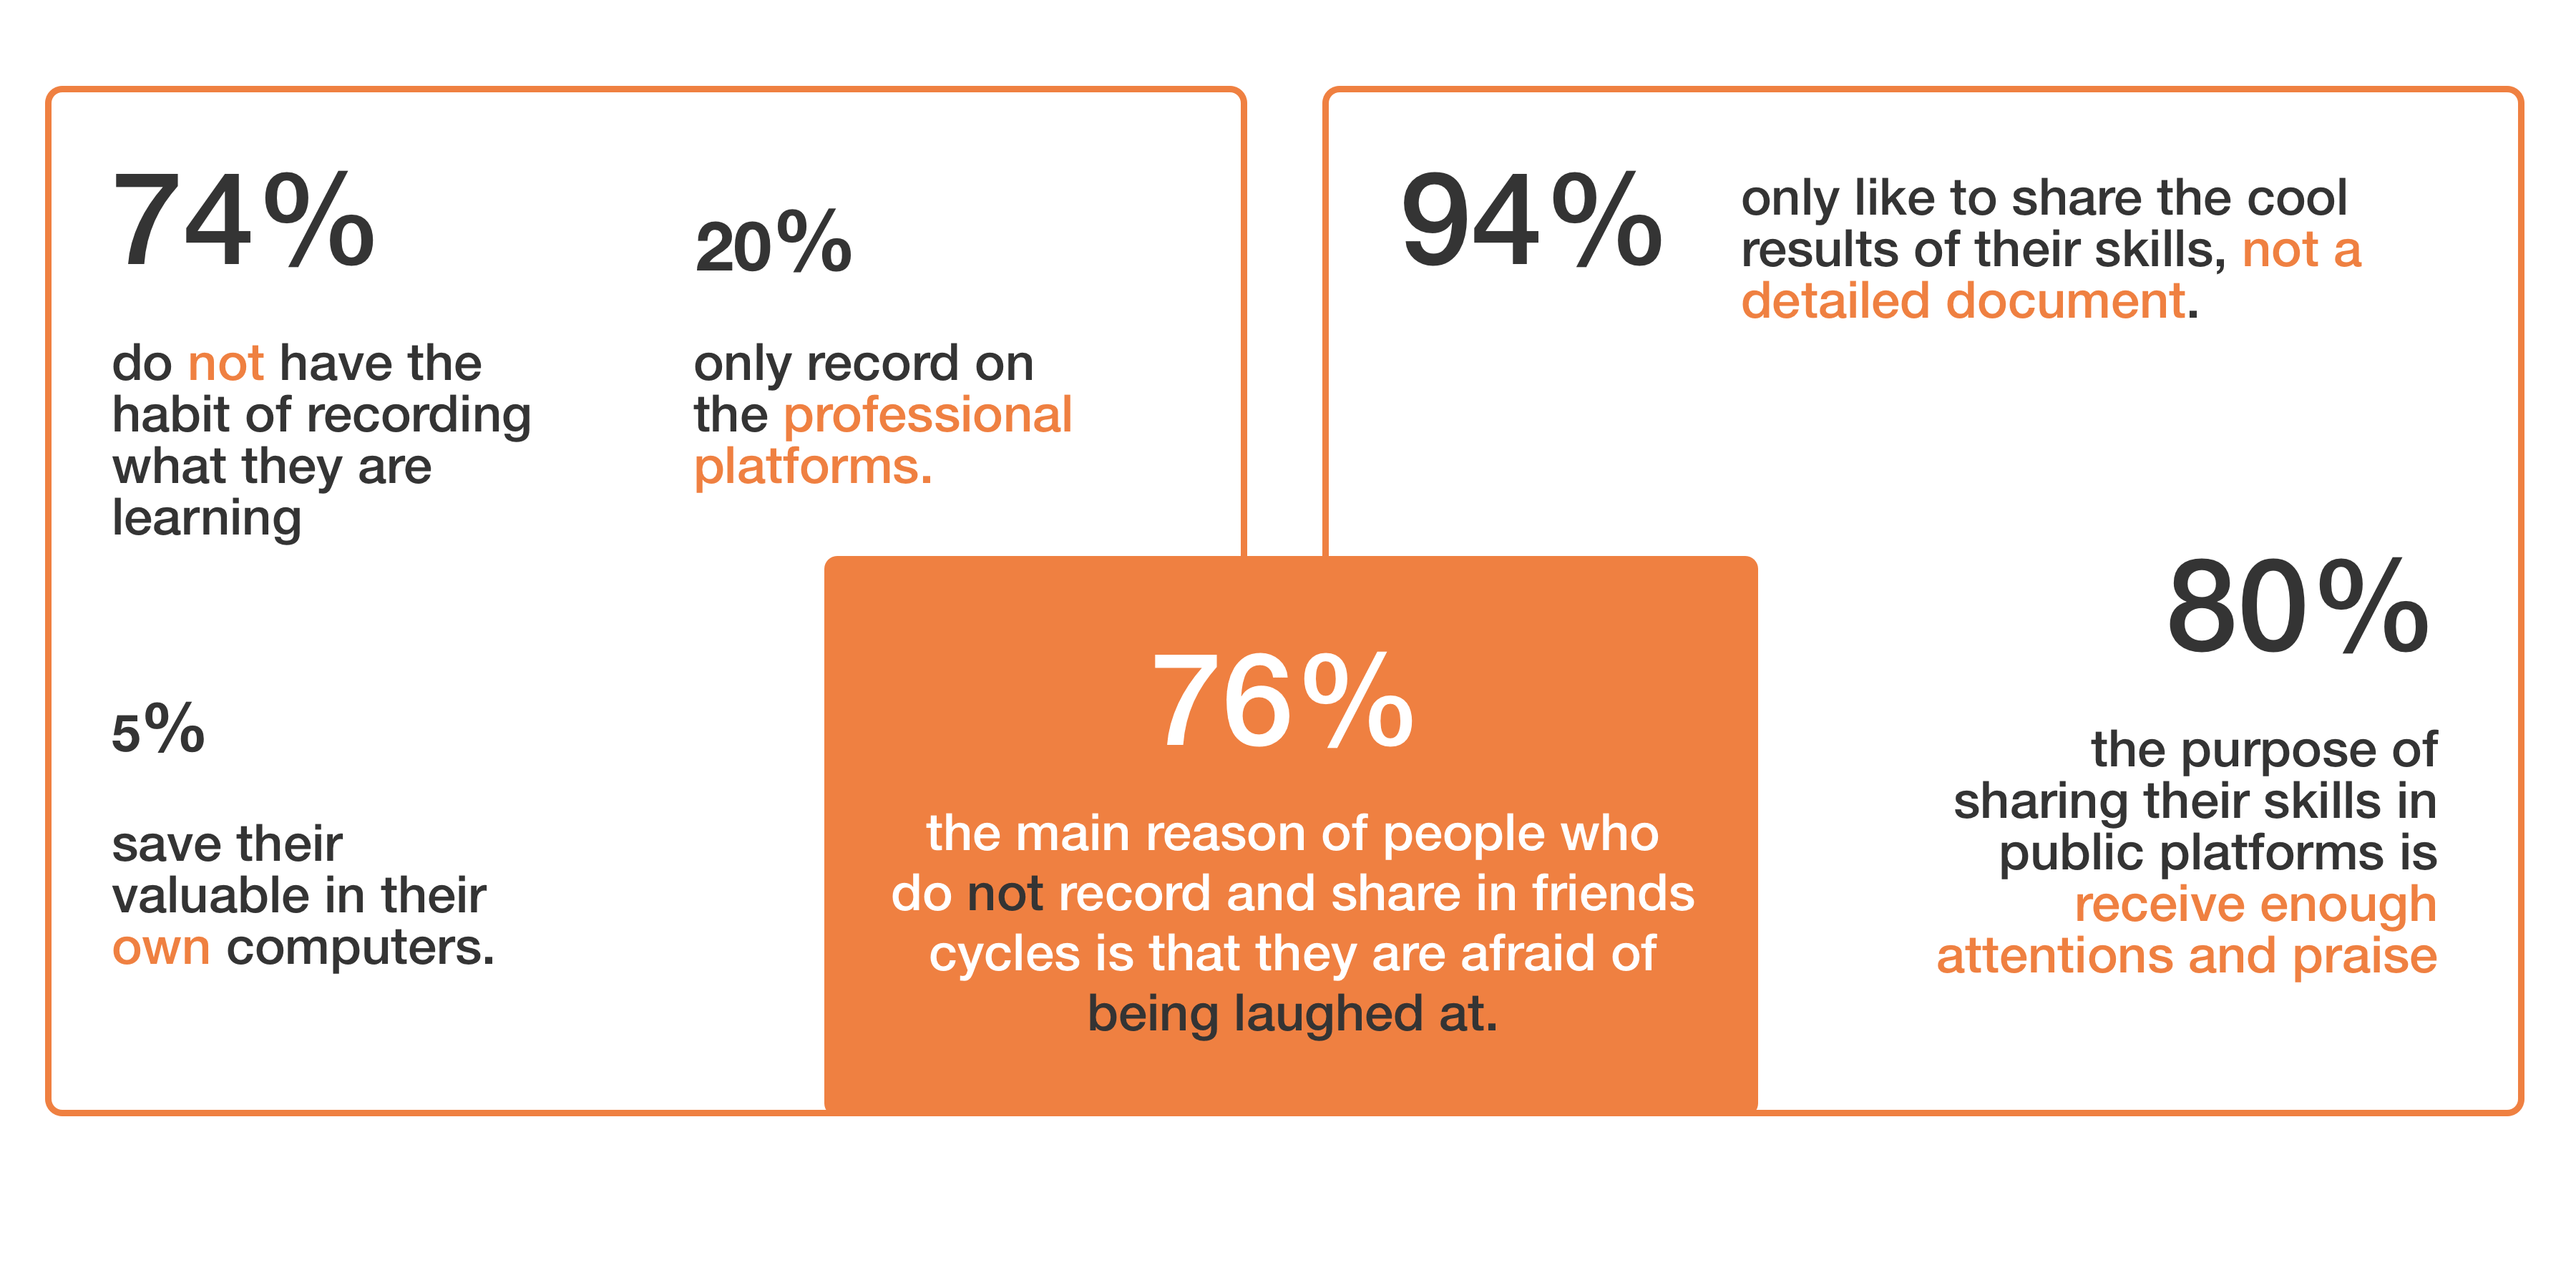 74%
do not have the
habit of recording
what they are
learning
20%
only record on
the professional
platforms.
5%
save their
valuable in their
own computers.
94%
only like to share the cool
results of their skills, not a
detailed document.
80%
the purpose of
sharing their skills in
public platforms is
receive enough
attentions and praise
76%
the main reason of people who
do not record and share in friends
cycles is that they are afraid of
being laughed at.